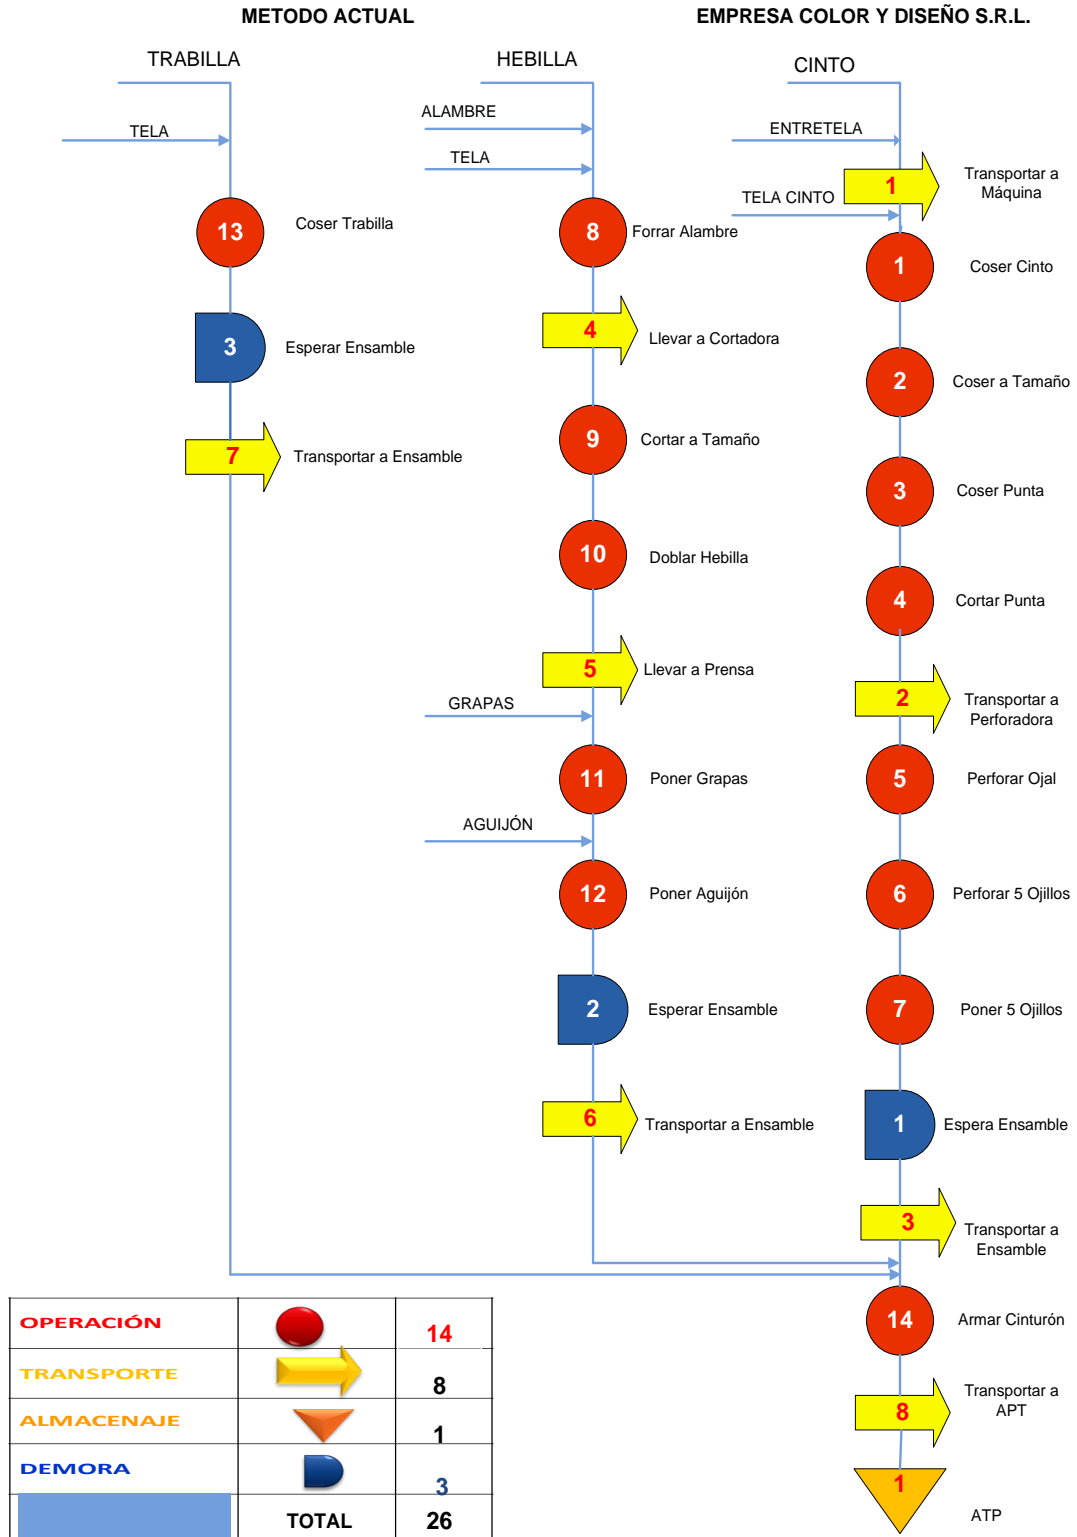 METODO ACTUAL
EMPRESA COLOR Y DISEÑO S.R.L.
TRABILLA
TELA
13
Coser Trabilla
3
Esperar Ensamble
7
Transportar a Ensamble
HEBILLA
ALAMBRE
TELA
8
Forrar Alambre
4
Llevar a Cortadora
9
Cortar a Tamaño
10
Doblar Hebilla
5
Llevar a Prensa
GRAPAS
11
Poner Grapas
AGUIJÓN
12
Poner Aguijón
2
Esperar Ensamble
6
Transportar a Ensamble
CINTO
ENTRETELA
1
Transportar a
Máquina
TELA CINTO
1
Coser Cinto
2
Coser a Tamaño
3
Coser Punta
4
Cortar Punta
2
Transportar a
Perforadora
5
Perforar Ojal
6
Perforar 5 Ojillos
7
Poner 5 Ojillos
1
Espera Ensamble
3
Transportar a
Ensamble
14
Armar Cinturón
8
Transportar a
APT
1
ATP
OPERACIÓN 14
TRANSPORTE 8
ALMACENAJE 1
DEMORA 3
TOTAL 26